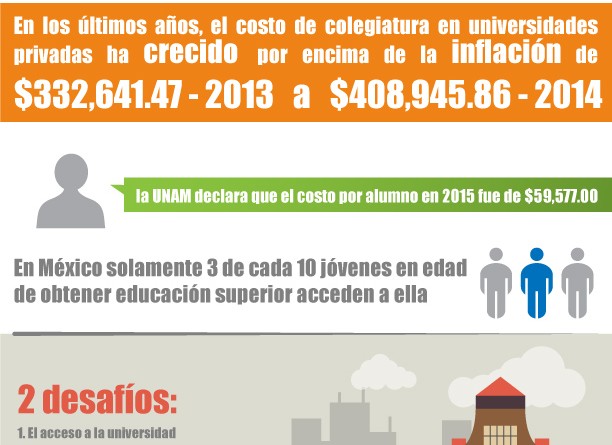 En los últimos años, el costo de colegiatura en universidades
privadas ha crecido por encima de la inflación de
$332,641.47 - 2013 a $408,945.86 - 2014
la UNAM declara que el costo por alumno en 2015 fue de $59,577.00
En México solamente 3 de cada 10 jóvenes en edad
de obtener educación superior acceden a ella
2 desafíos:
1. El acceso a la universidad